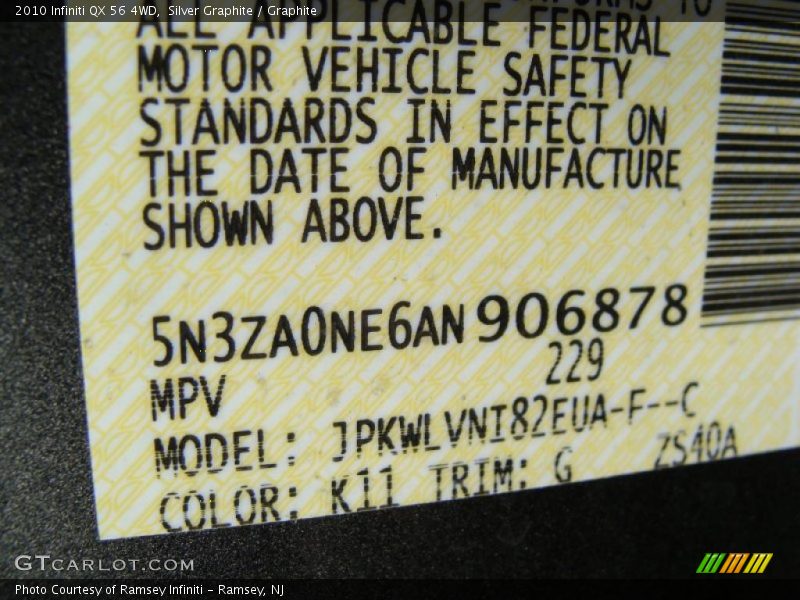 2010 Infiniti QX 56 4WD, Silver Graphite / Graphite
ALL APPLICABLE FEDERAL
MOTOR VEHICLE SAFETY
STANDARDS IN EFFECT ON
THE DATE OF MANUFACTURE
SHOWN ABOVE.
5N3ZA0NE6AN906878
229
MPV
MODEL: JPKWLVNI82EUA-F--C
COLOR: K11 TRIM: G ZS40A
GTCARLOT.COM
Photo Courtesy of Ramsey Infiniti - Ramsey, NJ